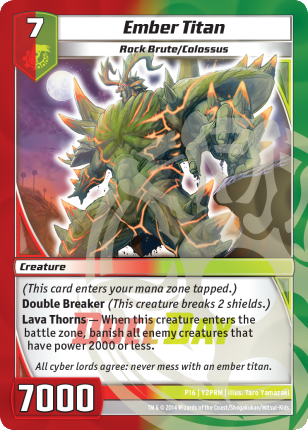 7
Ember Titan
Rock Brute/Colossus
Creature
(This card enters your mana zone tapped.)
Double Breaker (This creature breaks 2 shields.)
Lava Thorns — When this creature enters the
battle zone, banish all enemy creatures that
have power 2000 or less.
All cyber lords agree: never mess with an ember titan.
7000
P16 | Y2PRM | Illus: Taro Yamazaki
TM & © 2014 Wizards of the Coast/Shogakukan/Mitsui-Kids.